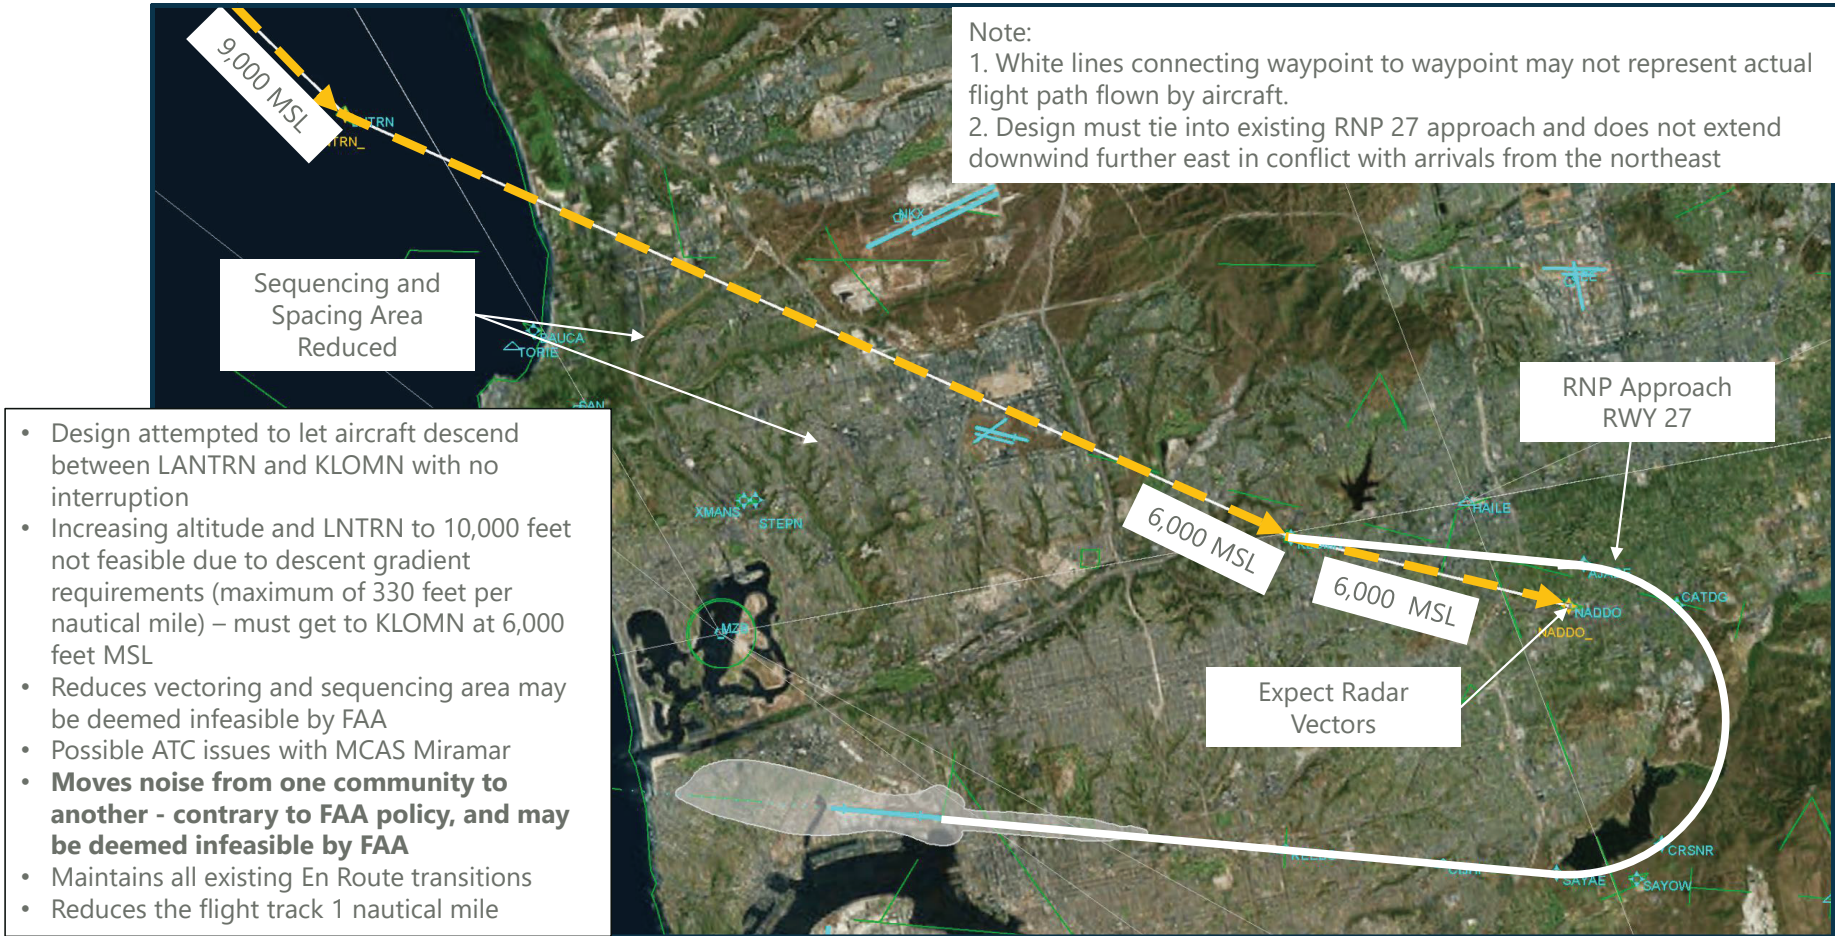 Note:
1. White lines connecting waypoint to waypoint may not represent actual
flight path flown by aircraft.
2. Design must tie into existing RNP 27 approach and does not extend
downwind further east in conflict with arrivals from the northeast
9,000 MSL
NKX
Sequencing and
Spacing Area
Reduced
TORIE
RNP Approach
RWY 27
• Design attempted to let aircraft descend
between LANTRN and KLOMN with no
interruption
• Increasing altitude and LNTRN to 10,000 feet
not feasible due to descent gradient
requirements (maximum of 330 feet per
nautical mile) – must get to KLOMN at 6,000
feet MSL
• Reduces vectoring and sequencing area may
be deemed infeasible by FAA
• Possible ATC issues with MCAS Miramar
• Moves noise from one community to
another - contrary to FAA policy, and may
be deemed infeasible by FAA
• Maintains all existing En Route transitions
• Reduces the flight track 1 nautical mile
XMANS
STEPN
HAILE
6,000 MSL
6,000 MSL
CATDG
NADDO
NADDO_
MZB
Expect Radar
Vectors
CRSNR
SAYAE
SAYOW